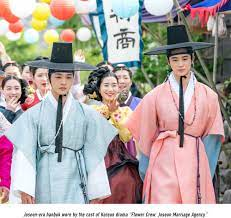 商
Joseon-era hanbok worn by the cast of Korean drama "Flower Crew: Joseon Marriage Agency."